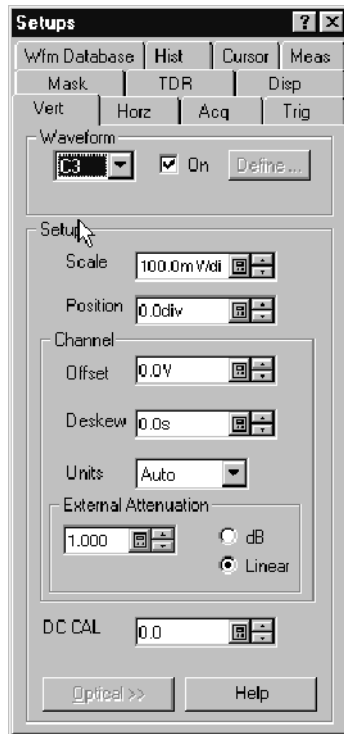 Setups ? X
Wfm Database Hist Cursor Meas
Mask TDR Disp
Vert Horz Acq Trig
Waveform
C3 On Define...
Setup
Scale 100.0mV/di
Position 0.0div
Channel
Offset 0.0V
Deskew 0.0s
Units Auto
External Attenuation
1.000 dB
Linear
DC CAL 0.0
Optical >> Help